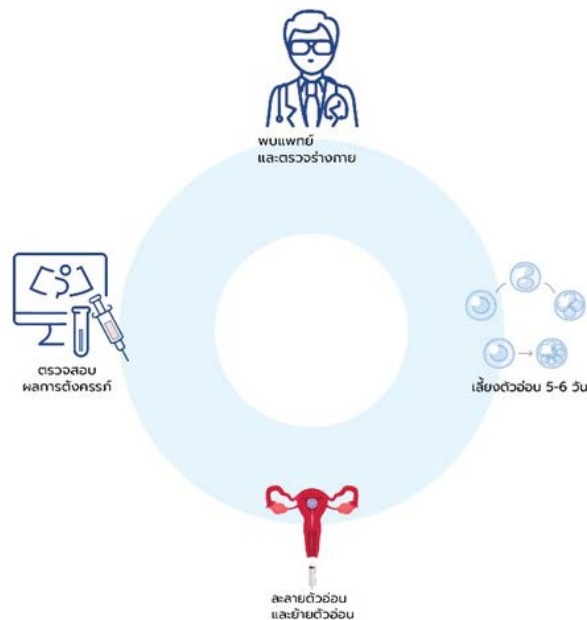 พบแพทย์
และตรวจร่างกาย
ตรวจสอบ
ผลการตั้งครรภ์
เลี้ยงตัวอ่อน 5-6 วัน
ละลายตัวอ่อน
และย้ายตัวอ่อน